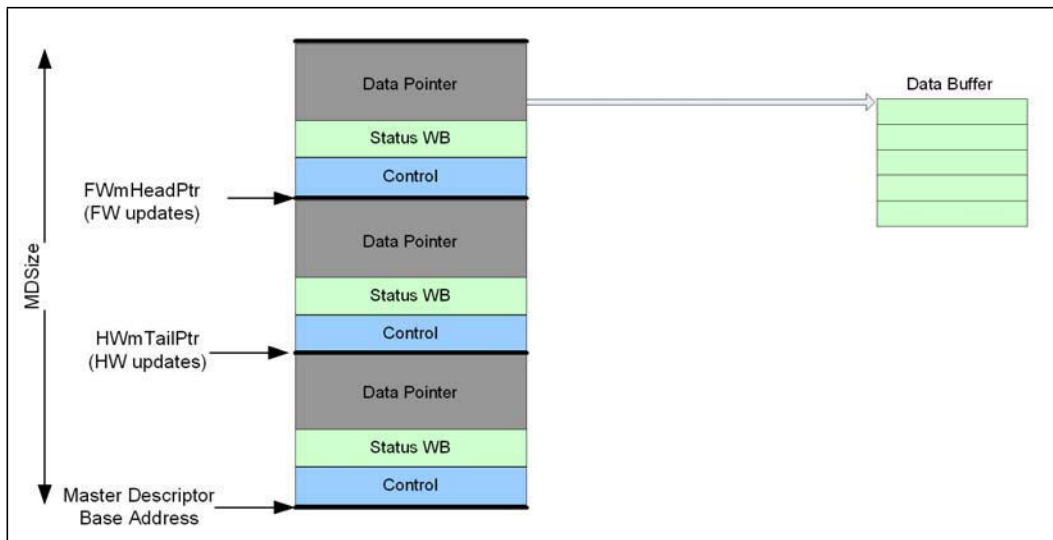 Data Pointer
Data Buffer
Status WB
Control
FWmHeadPtr
(FW updates)
Data Pointer
MDSize
Status WB
HWmTailPtr
(HW updates)
Control
Data Pointer
Status WB
Control
Master Descriptor
Base Address